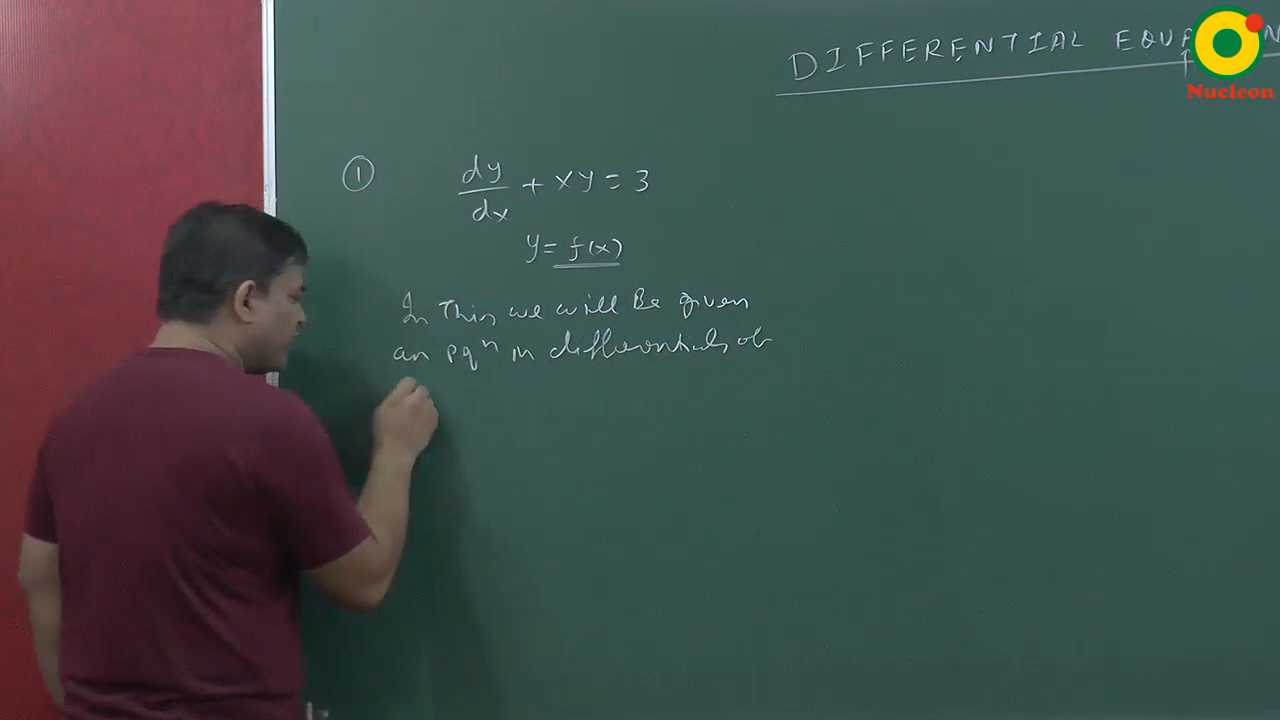 DIFFERENTIAL EQUA N
Nucleon
① dy/dx + xy = 3
y = f(x)
In This we will Be given
an eqⁿ in differentials of